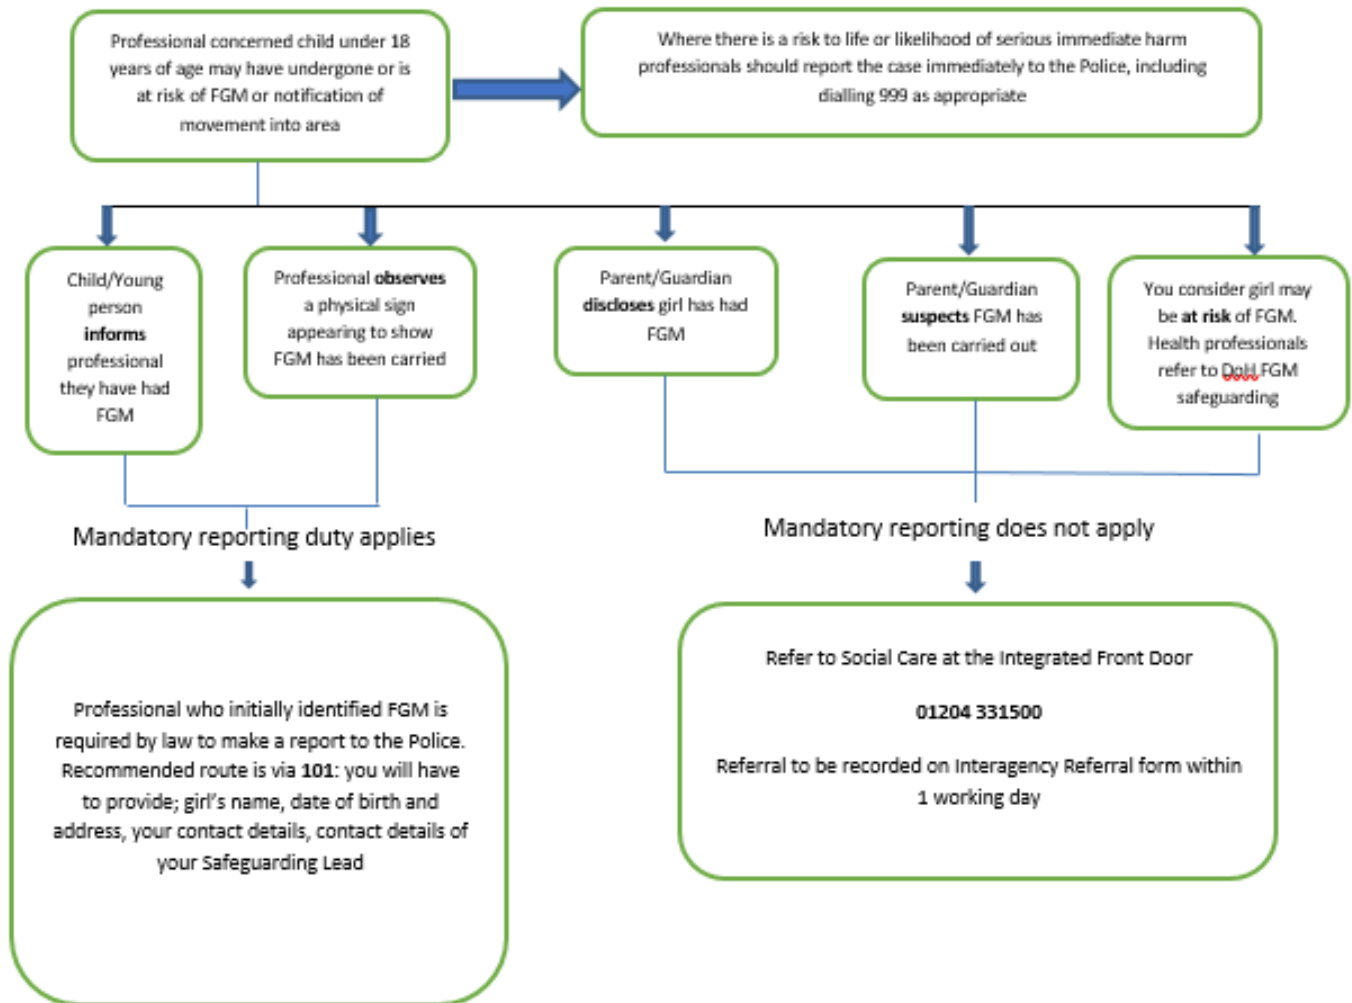 Professional concerned child under 18
years of age may have undergone or is
at risk of FGM or notification of
movement into area
Where there is a risk to life or likelihood of serious immediate harm
professionals should report the case immediately to the Police, including
dialling 999 as appropriate
Child/Young
person
informs
professional
they have had
FGM
Professional observes
a physical sign
appearing to show
FGM has been carried
Parent/Guardian
discloses girl has had
FGM
Parent/Guardian
suspects FGM has
been carried out
You consider girl may
be at risk of FGM.
Health professionals
refer to DoH FGM
safeguarding
Mandatory reporting duty applies
Mandatory reporting does not apply
Professional who initially identified FGM is
required by law to make a report to the Police.
Recommended route is via 101: you will have
to provide; girl's name, date of birth and
address, your contact details, contact details of
your Safeguarding Lead
Refer to Social Care at the Integrated Front Door
01204 331500
Referral to be recorded on Interagency Referral form within
1 working day